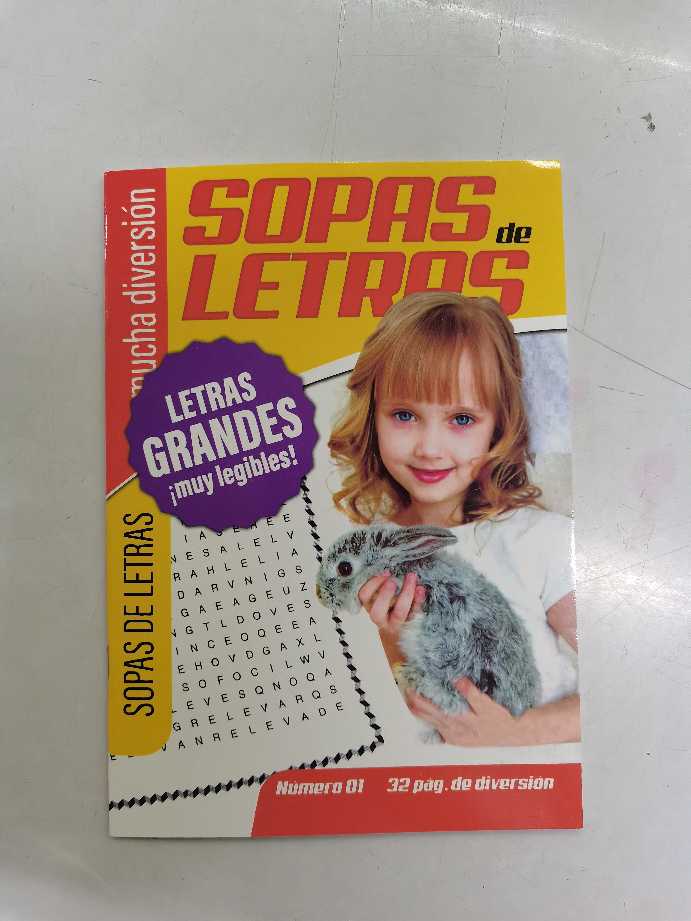 SOPAS de
LETRAS
mucha diversión
LETRAS
GRANDES
¡muy legibles!
SOPAS DE LETRAS
I A S E R E E
N E S A L E L V
R A H L E L I A
D A R V N I G S
G A E A G E U Z
N G T L D O V E S
I N C E O Q E E A
E H O V D G A X L
S O F O C I L W V
L E V E S Q N O Q A
G R E L E V A R Q S
V A N R E L E V A D E
Número 01 32 pág. de diversión